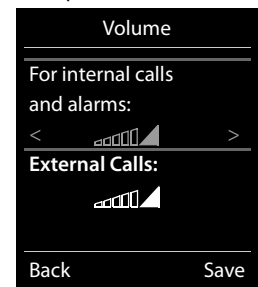 Volume
For internal calls
and alarms:
< >
External Calls:
Back Save